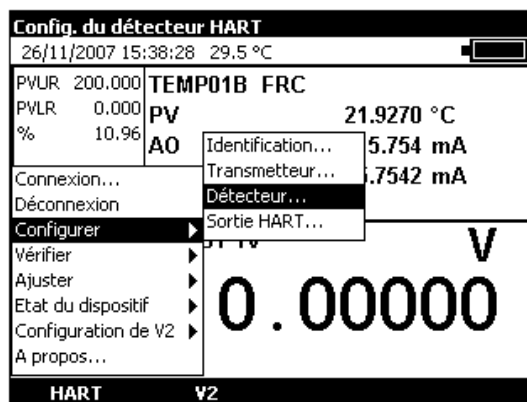 Config. du détecteur HART
26/11/2007 15:38:28 29.5 °C
PVUR 200.000
PVLR 0.000
% 10.96
TEMP01B FRC
PV 21.9270 °C
AO 5.754 mA
.7542 mA
Identification...
Transmetteur...
Détecteur...
Sortie HART...
Connexion...
Déconnexion
Configurer
Vérifier
Ajuster
Etat du dispositif
Configuration de V2
A propos...
V
0.00000
HART V2